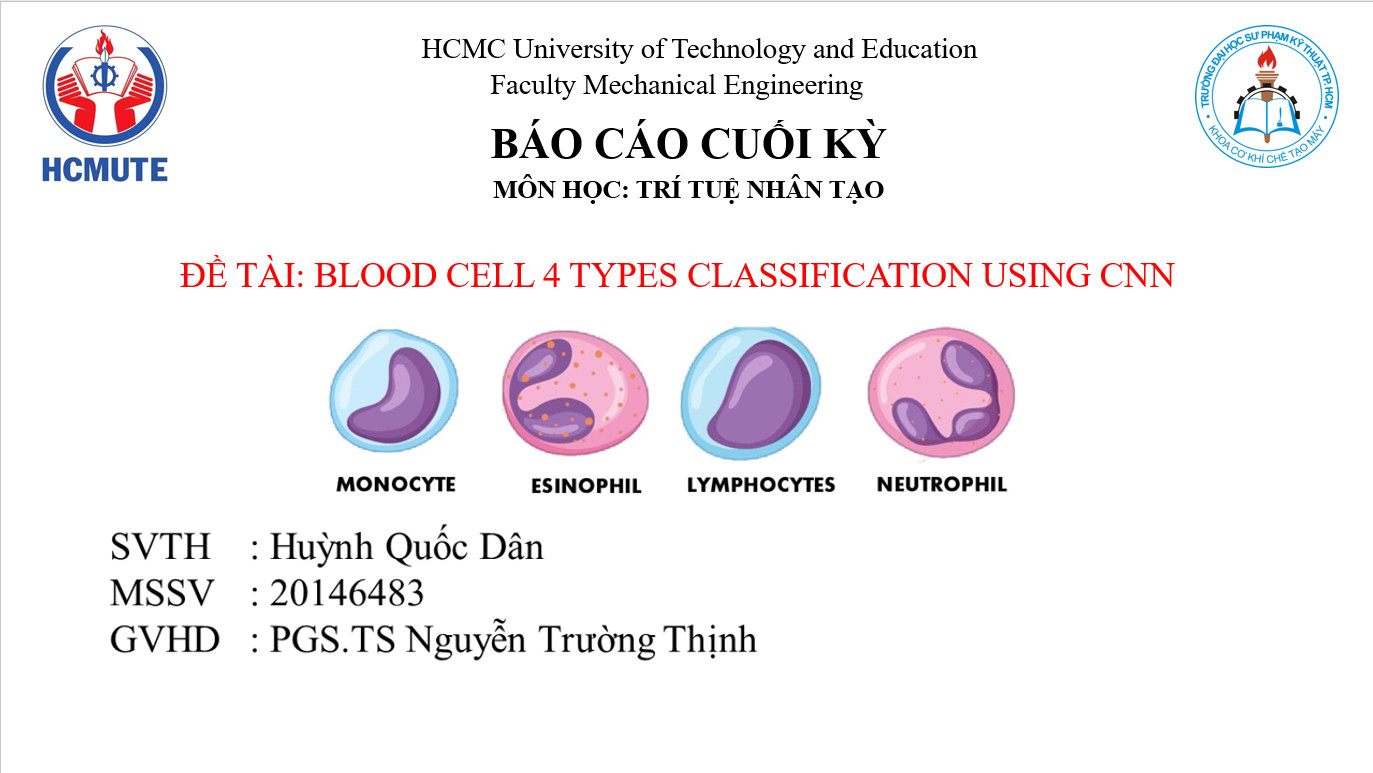 HCMC University of Technology and Education
Faculty Mechanical Engineering
BÁO CÁO CUỐI KỲ
MÔN HỌC: TRÍ TUỆ NHÂN TẠO
HCMUTE
TRƯỜNG ĐẠI HỌC SƯ PHẠM KỸ THUẬT TP. HCM
KHOA CƠ KHÍ CHẾ TẠO MÁY
ĐỀ TÀI: BLOOD CELL 4 TYPES CLASSIFICATION USING CNN
MONOCYTE ESINOPHIL LYMPHOCYTES NEUTROPHIL
SVTH : Huỳnh Quốc Dân
MSSV : 20146483
GVHD : PGS.TS Nguyễn Trường Thịnh